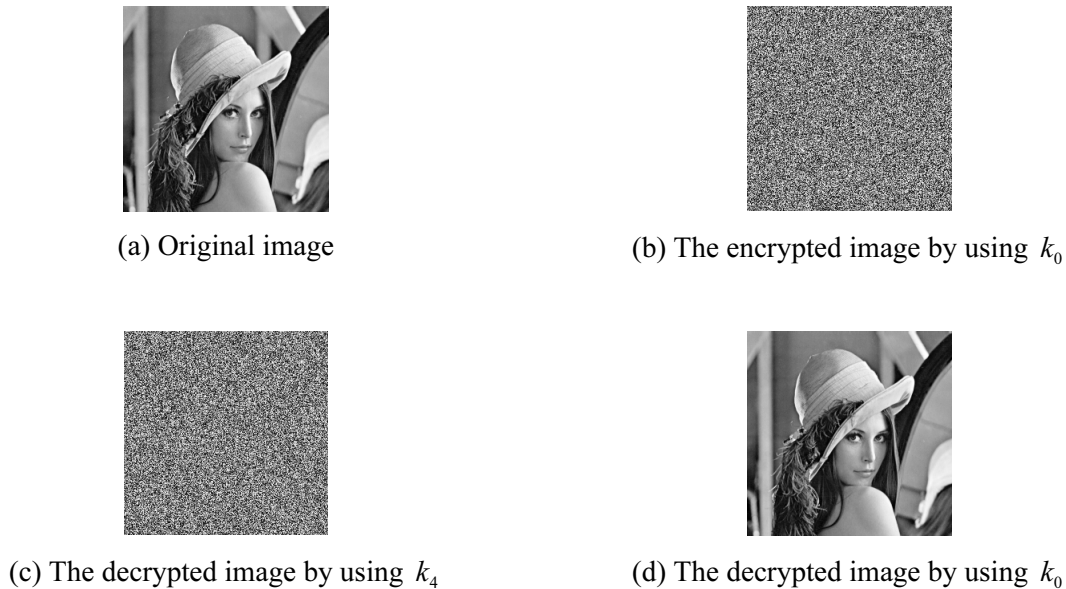 (a) Original image
(b) The encrypted image by using k₀
(c) The decrypted image by using k₄
(d) The decrypted image by using k₀